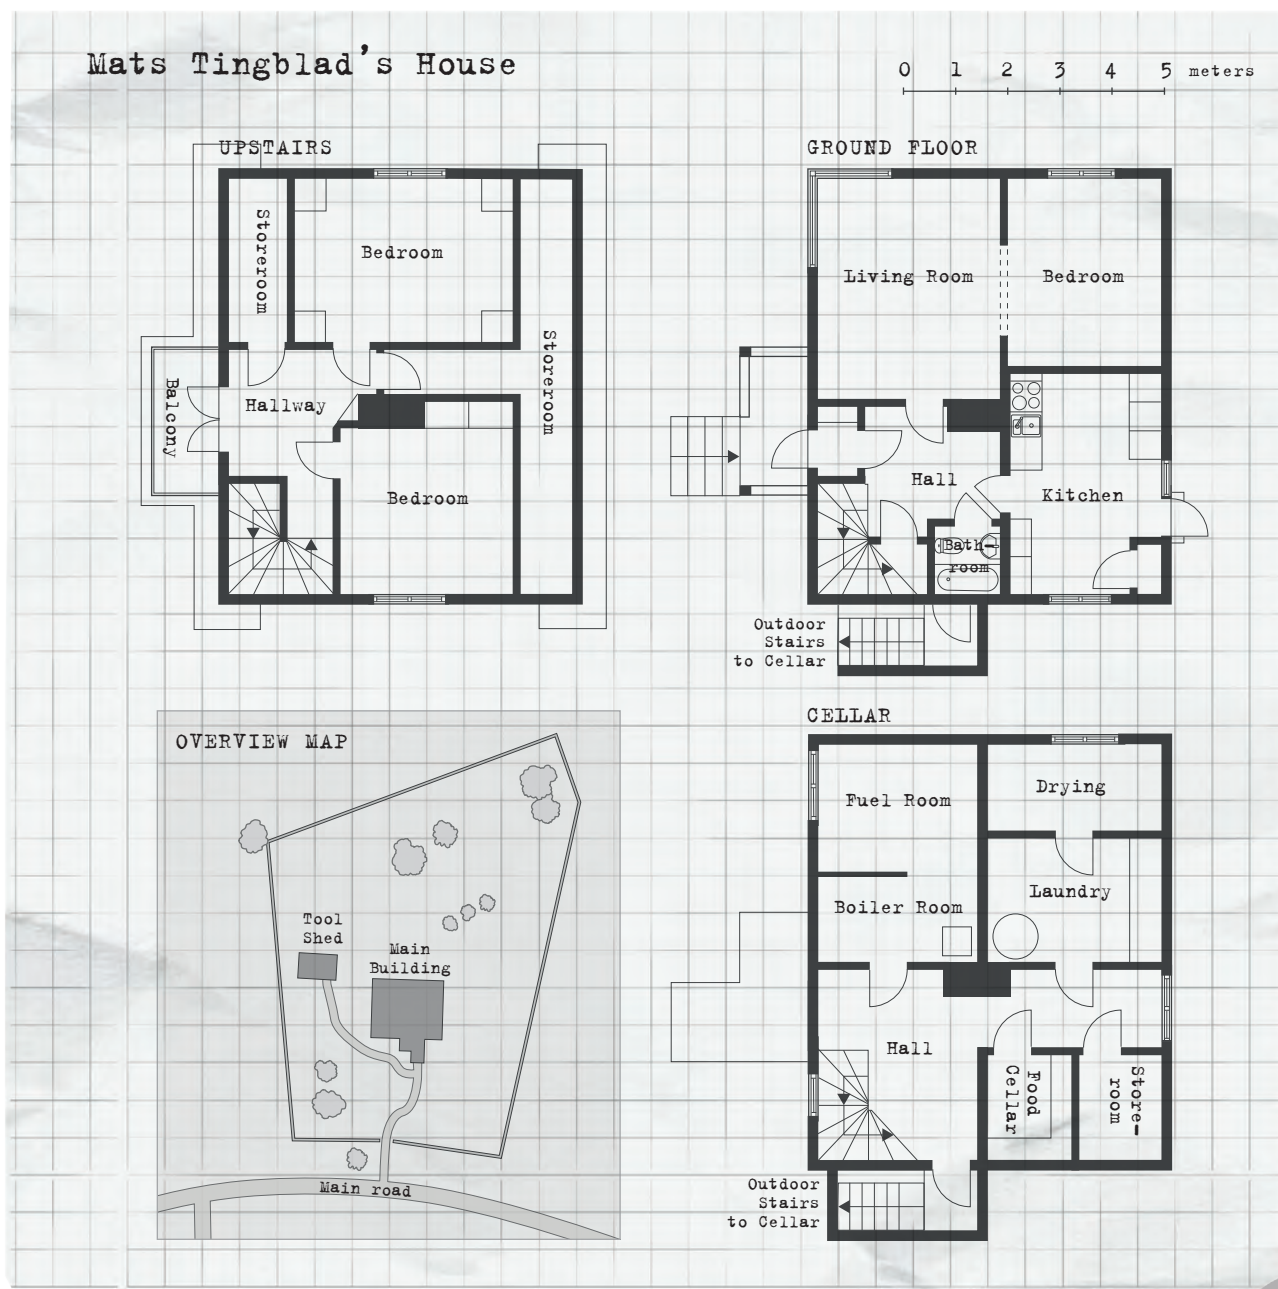 Mats Tingblad's House
0 1 2 3 4 5 meters
UPSTAIRS
Storeroom
Bedroom
Storeroom
Balcony
Hallway
Bedroom
GROUND FLOOR
Living Room
Bedroom
Hall
Kitchen
Bath-
room
Outdoor
Stairs
to Cellar
OVERVIEW MAP
Tool
Shed
Main
Building
Main road
CELLAR
Fuel Room
Drying
Boiler Room
Laundry
Hall
Food
Cellar
Store-
room
Outdoor
Stairs
to Cellar